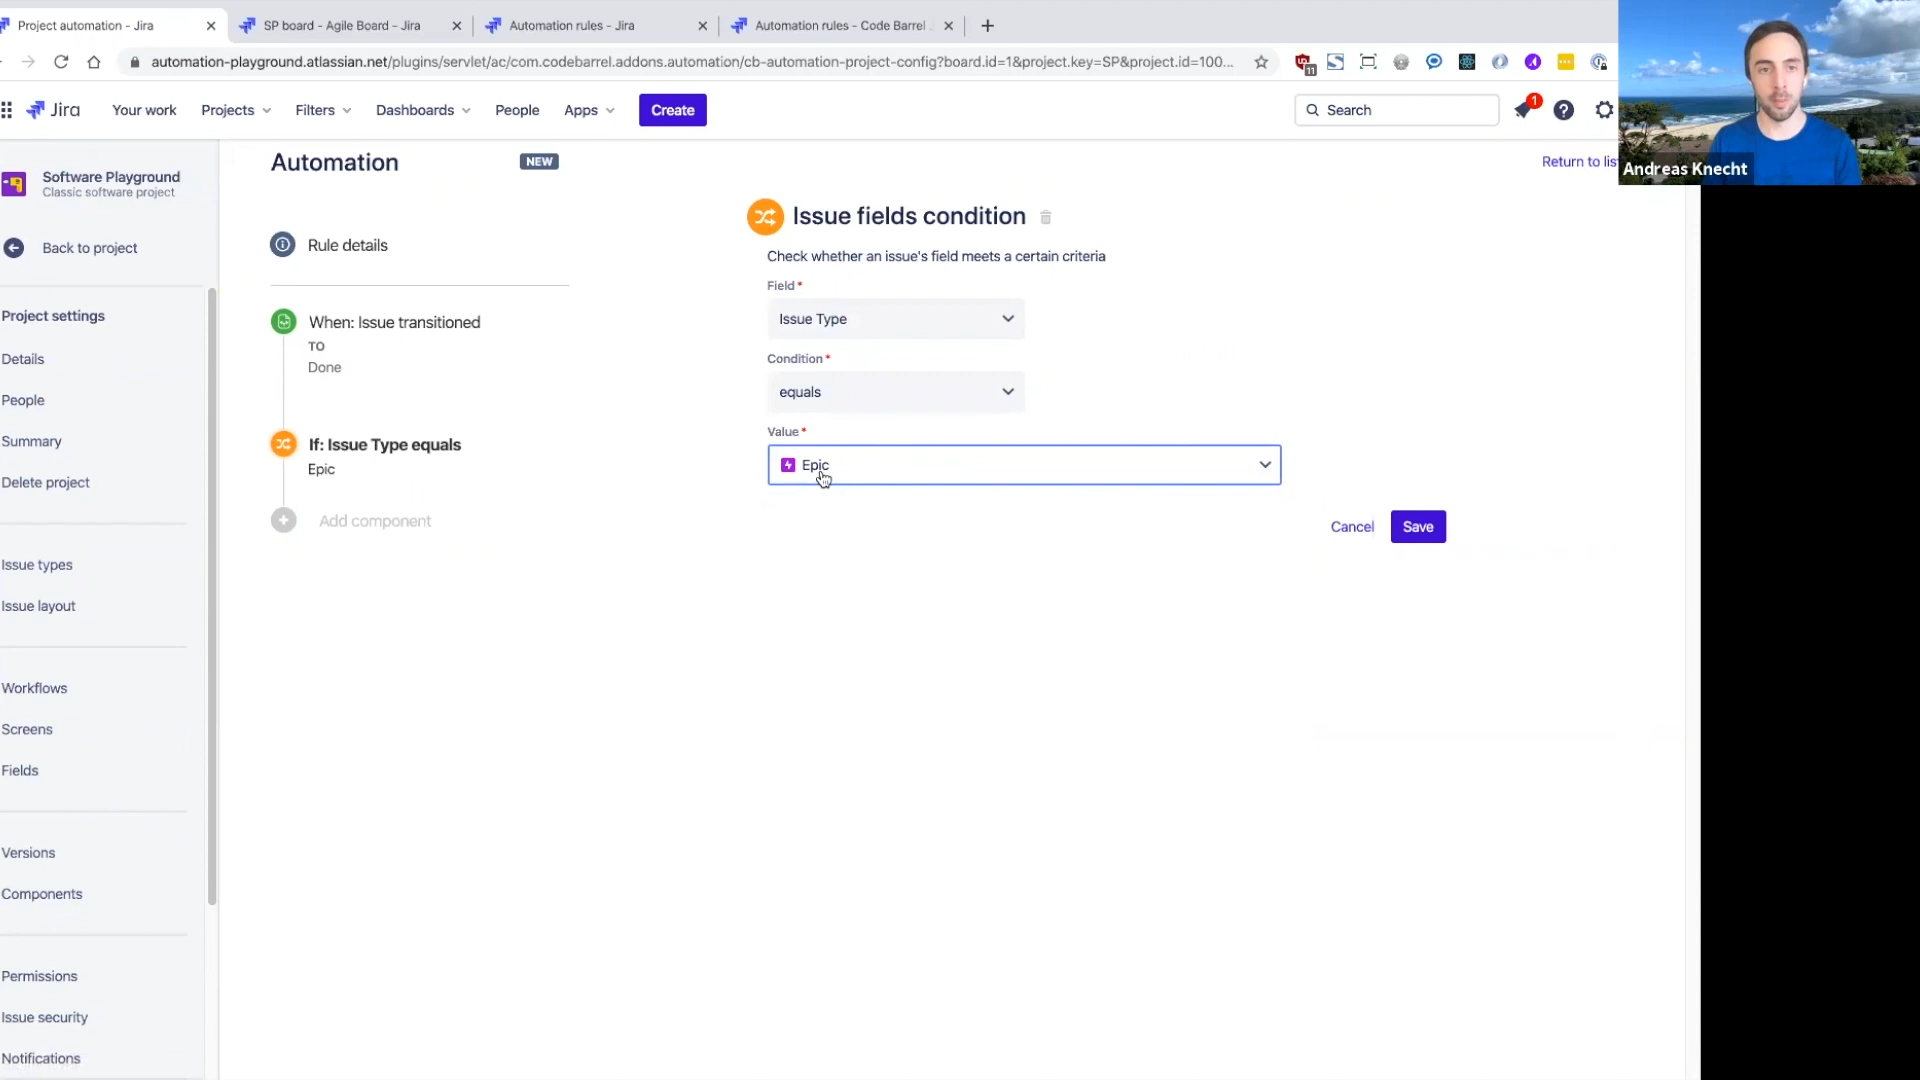 Project automation - Jira
SP board - Agile Board - Jira
Automation rules - Jira
Automation rules - Code Barrel
automation-playground.atlassian.net/plugins/servlet/ac/com.codebarrel.addons.automation/cb-automation-project-config?board.id=1&project.key=SP&project.id=100...
11
Jira
Your work
Projects
Filters
Dashboards
People
Apps
Create
Search
1
Andreas Knecht
Software Playground
Classic software project
Back to project
Project settings
Details
People
Summary
Delete project
Issue types
Issue layout
Workflows
Screens
Fields
Versions
Components
Permissions
Issue security
Notifications
Automation
NEW
Return to lis
Rule details
When: Issue transitioned
TO
Done
If: Issue Type equals
Epic
Add component
Issue fields condition
Check whether an issue's field meets a certain criteria
Field *
Issue Type
Condition *
equals
Value *
Epic
Cancel
Save